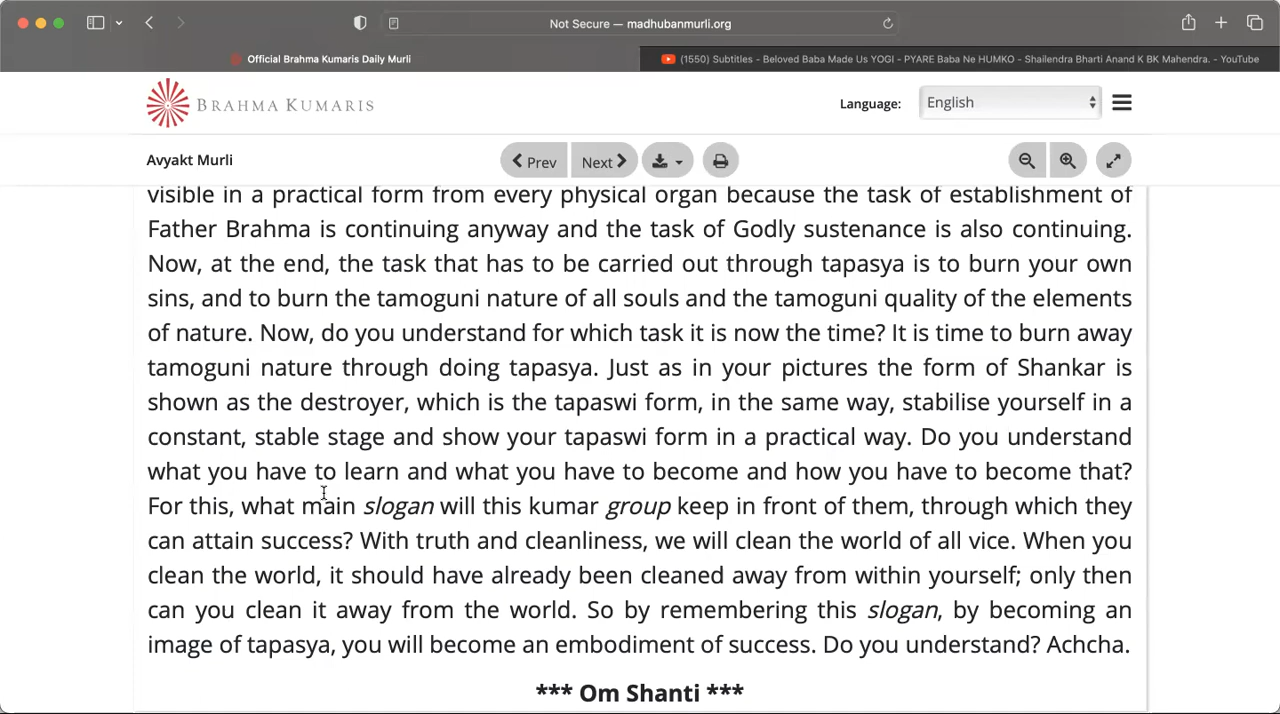 Not Secure — madhubanmurli.org
Official Brahma Kumaris Daily Murli
(1550) Subtitles - Beloved Baba Made Us YOGI - PYARE Baba Ne HUMKO - Shailendra Bharti Anand K BK Mahendra. - YouTube
BRAHMA KUMARIS
Language: English
Avyakt Murli
Prev Next
visible in a practical form from every physical organ because the task of establishment of
Father Brahma is continuing anyway and the task of Godly sustenance is also continuing.
Now, at the end, the task that has to be carried out through tapasya is to burn your own
sins, and to burn the tamoguni nature of all souls and the tamoguni quality of the elements
of nature. Now, do you understand for which task it is now the time? It is time to burn away
tamoguni nature through doing tapasya. Just as in your pictures the form of Shankar is
shown as the destroyer, which is the tapaswi form, in the same way, stabilise yourself in a
constant, stable stage and show your tapaswi form in a practical way. Do you understand
what you have to learn and what you have to become and how you have to become that?
For this, what main slogan will this kumar group keep in front of them, through which they
can attain success? With truth and cleanliness, we will clean the world of all vice. When you
clean the world, it should have already been cleaned away from within yourself; only then
can you clean it away from the world. So by remembering this slogan, by becoming an
image of tapasya, you will become an embodiment of success. Do you understand? Achcha.
*** Om Shanti ***